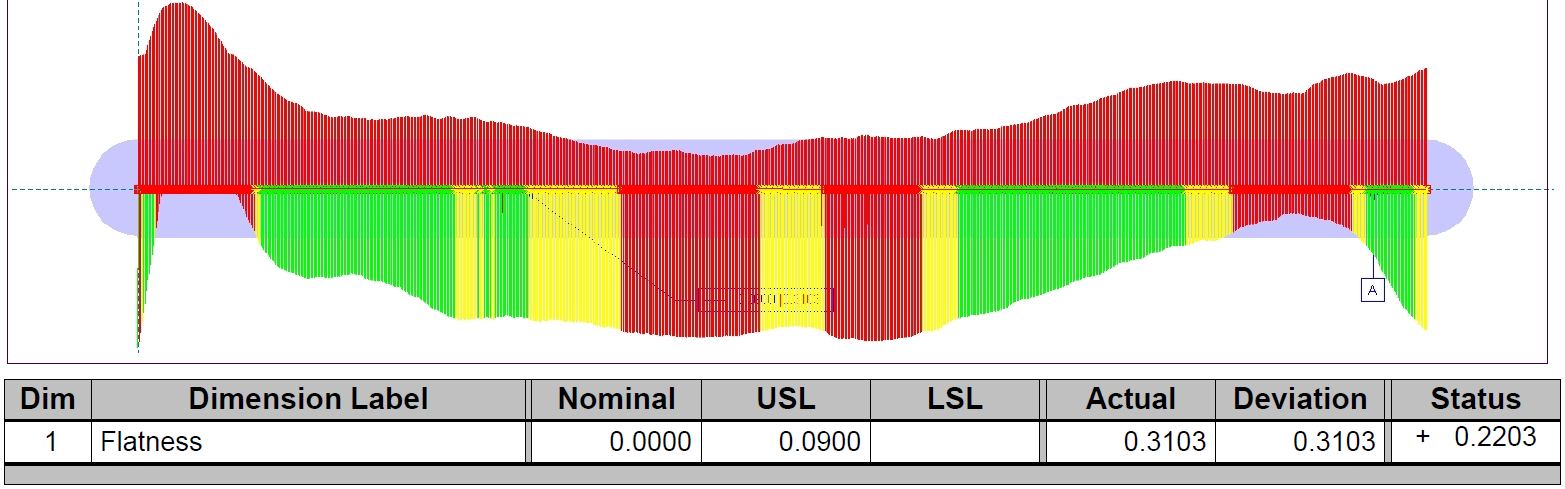 A
Dim Dimension Label Nominal USL LSL Actual Deviation Status
1 Flatness 0.0000 0.0900 0.3103 0.3103 + 0.2203